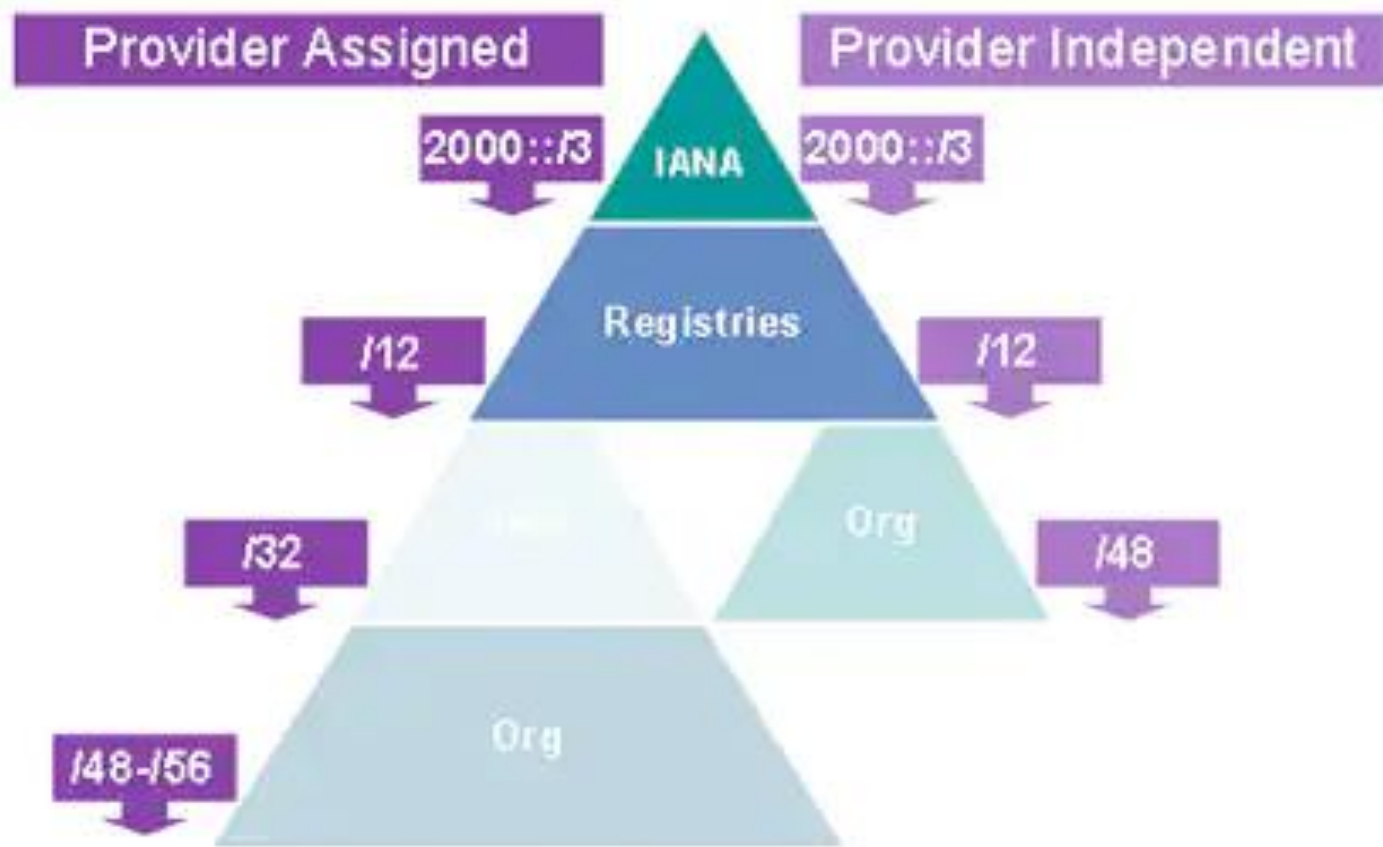 Provider Assigned
Provider Independent
2000::/3
IANA
2000::/3
Registries
/12
/12
Org
/32
/48
Org
/48-/56